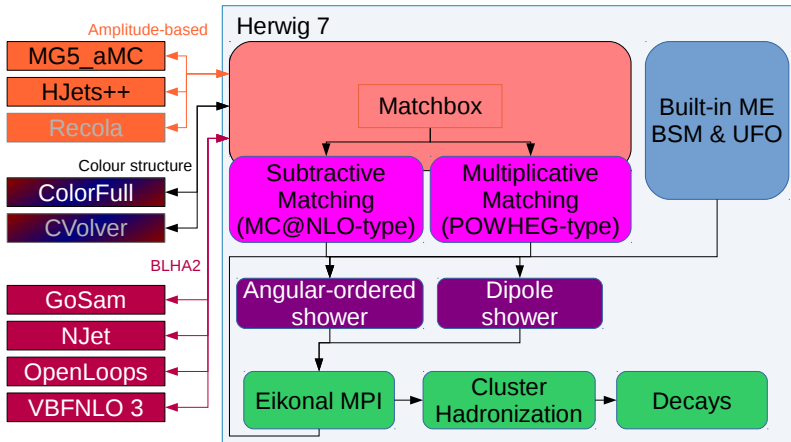 Amplitude-based
MG5_aMC
HJets++
Recola
Colour structure
ColorFull
CVolver
BLHA2
GoSam
NJet
OpenLoops
VBFNLO 3
Herwig 7
Matchbox
Built-in ME
BSM & UFO
Subtractive
Matching
(MC@NLO-type)
Multiplicative
Matching
(POWHEG-type)
Angular-ordered
shower
Dipole
shower
Eikonal MPI
Cluster
Hadronization
Decays